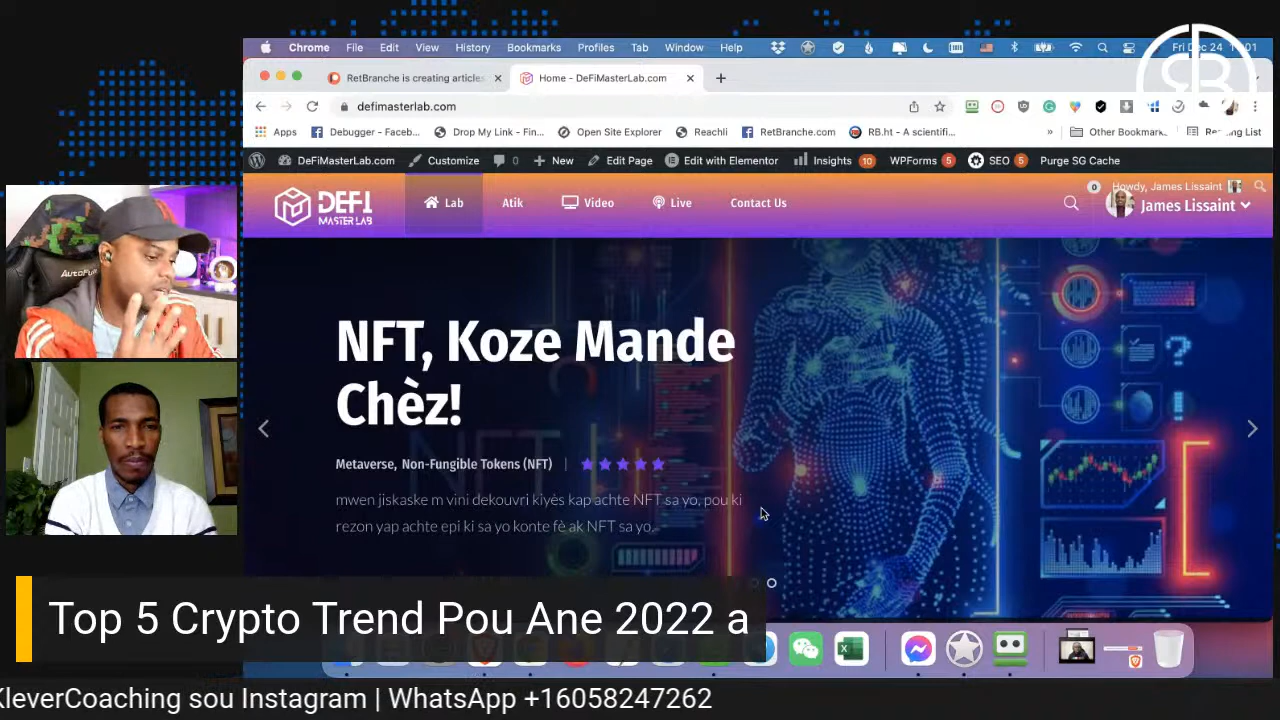 Chrome File Edit View History Bookmarks Profiles Tab Window Help
RetBranche is creating articles
Home - DeFiMasterLab.com
defimasterlab.com
Apps Debugger - Faceb... Drop My Link - Fin... Open Site Explorer Reachli RetBranche.com RB.ht - A scientifi... » Other Bookmark
DeFiMasterLab.com Customize 0 New Edit Page Edit with Elementor Insights 10 WPForms 5 SEO 5 Purge SG Cache
0 Howdy, James Lissaint
DEFI
MASTER LAB
Lab Atik Video Live Contact Us
James Lissaint
AutoFull
NFT, Koze Mande
Chèz!
Metaverse, Non-Fungible Tokens (NFT) |
mwen jiskaske m vini dekouvri kiyès kap achte NFT sa yo, pou ki
rezon yap achte epi ki sa yo konte fè ak NFT sa yo.
Top 5 Crypto Trend Pou Ane 2022 a
KleverCoaching sou Instagram | WhatsApp +16058247262